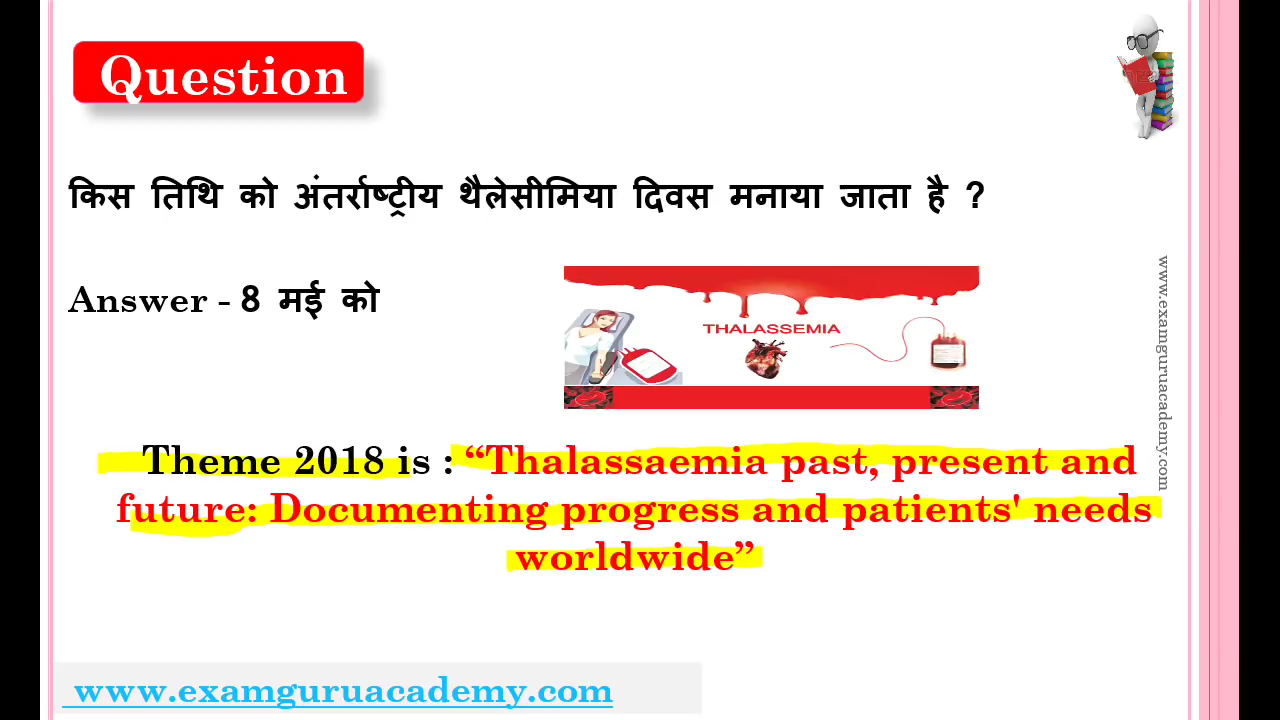 Question
किस तिथि को अंतर्राष्ट्रीय थैलेसीमिया दिवस मनाया जाता है ?
Answer - 8 मई को
THALASSEMIA
Theme 2018 is : “Thalassaemia past, present and
future: Documenting progress and patients' needs
worldwide”
www.examguruacademy.com
www.examguruacademy.com